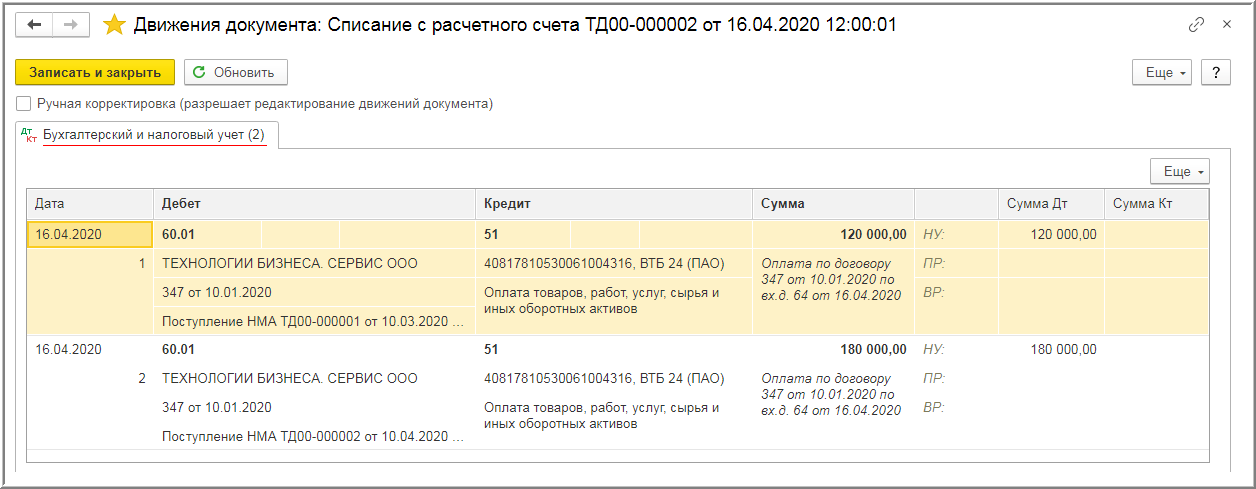 Движения документа: Списание с расчетного счета ТД00-000002 от 16.04.2020 12:00:01
Записать и закрыть Обновить Еще ?
Ручная корректировка (разрешает редактирование движений документа)
Дт Кт Бухгалтерский и налоговый учет (2)
Еще
Дата Дебет Кредит Сумма Сумма Дт Сумма Кт
16.04.2020 60.01 51 120 000,00 НУ: 120 000,00
1 ТЕХНОЛОГИИ БИЗНЕСА. СЕРВИС ООО 40817810530061004316, ВТБ 24 (ПАО) Оплата по договору ПР:
347 от 10.01.2020 по
347 от 10.01.2020 Оплата товаров, работ, услуг, сырья и вх.д. 64 от 16.04.2020 ВР:
иных оборотных активов
Поступление НМА ТД00-000001 от 10.03.2020 ...
16.04.2020 60.01 51 180 000,00 НУ: 180 000,00
2 ТЕХНОЛОГИИ БИЗНЕСА. СЕРВИС ООО 40817810530061004316, ВТБ 24 (ПАО) Оплата по договору ПР:
347 от 10.01.2020 по
347 от 10.01.2020 Оплата товаров, работ, услуг, сырья и вх.д. 64 от 16.04.2020 ВР:
иных оборотных активов
Поступление НМА ТД00-000002 от 10.04.2020 ...